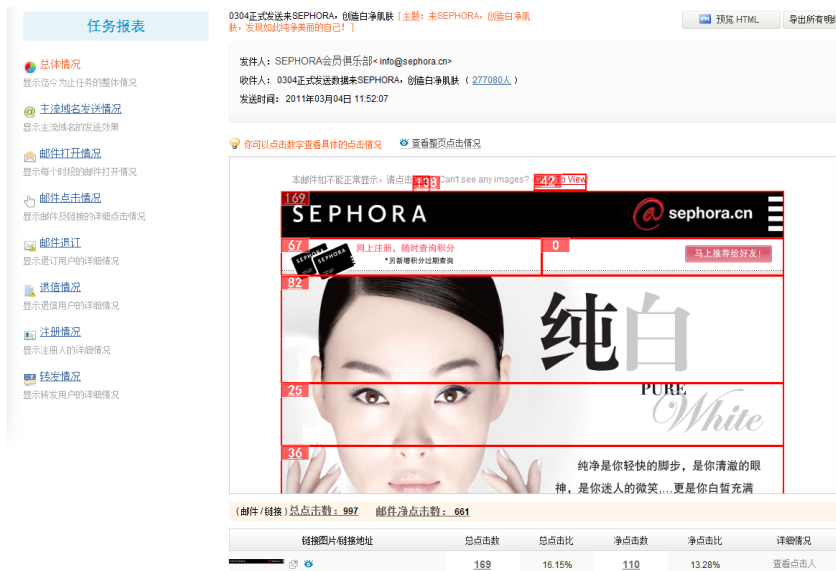 任务报表
总体情况
显示迄今为止任务的整体情况
主流域名发送情况
显示主流域名的发送效果
邮件打开情况
显示每个时段的邮件打开情况
邮件点击情况
显示邮件及链接的详细点击情况
邮件退订
显示退订用户的详细情况
退信情况
显示退信用户的详细情况
注册情况
显示注册人的详细情况
转发情况
显示转发用户的详细情况
0304正式发送来SEPHORA，创造白净肌肤 [主题：来SEPHORA，创造白净肌肤，发现如此纯净美丽的自己！]
预览 HTML
导出所有明细
发件人：SEPHORA会员俱乐部< info@sephora.cn>
收件人：0304正式发送数据来SEPHORA，创造白净肌肤（277080人）
发送时间：2011年03月04日 11:52:07
你可以点击数字查看具体的点击情况
查看整页点击情况
本邮件如不能正常显示，请点击 138 Can't see any images? 42 to View
169
SEPHORA
sephora.cn
67
SEPHORA
SEPHORA
网上注册，随时查询积分
*另新增积分过期查询
0
马上推荐给好友!
82
纯白
25
PURE
White
36
纯净是你轻快的脚步，是你清澈的眼
神，是你迷人的微笑....更是你白皙充满
(邮件/链接)总点击数：997 邮件净点击数：661
链接图片/链接地址 总点击数 总点击比 净点击数 净点击比 详细情况
169 16.15% 110 13.28% 查看点击人